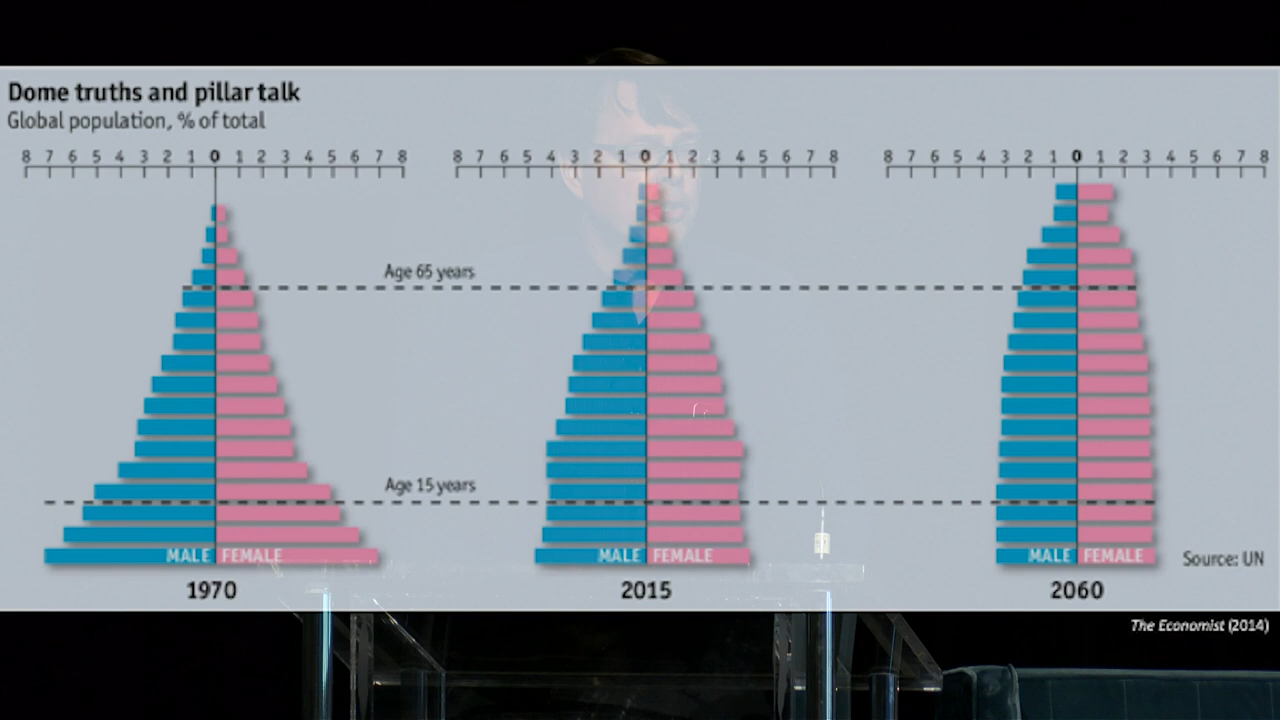 Dome truths and pillar talk
Global population, % of total
8 7 6 5 4 3 2 1 0 1 2 3 4 5 6 7 8
8 7 6 5 4 3 2 1 0 1 2 3 4 5 6 7 8
8 7 6 5 4 3 2 1 0 1 2 3 4 5 6 7 8
Age 65 years
Age 15 years
MALE FEMALE
MALE FEMALE
MALE FEMALE
Source: UN
1970
2015
2060
The Economist (2014)